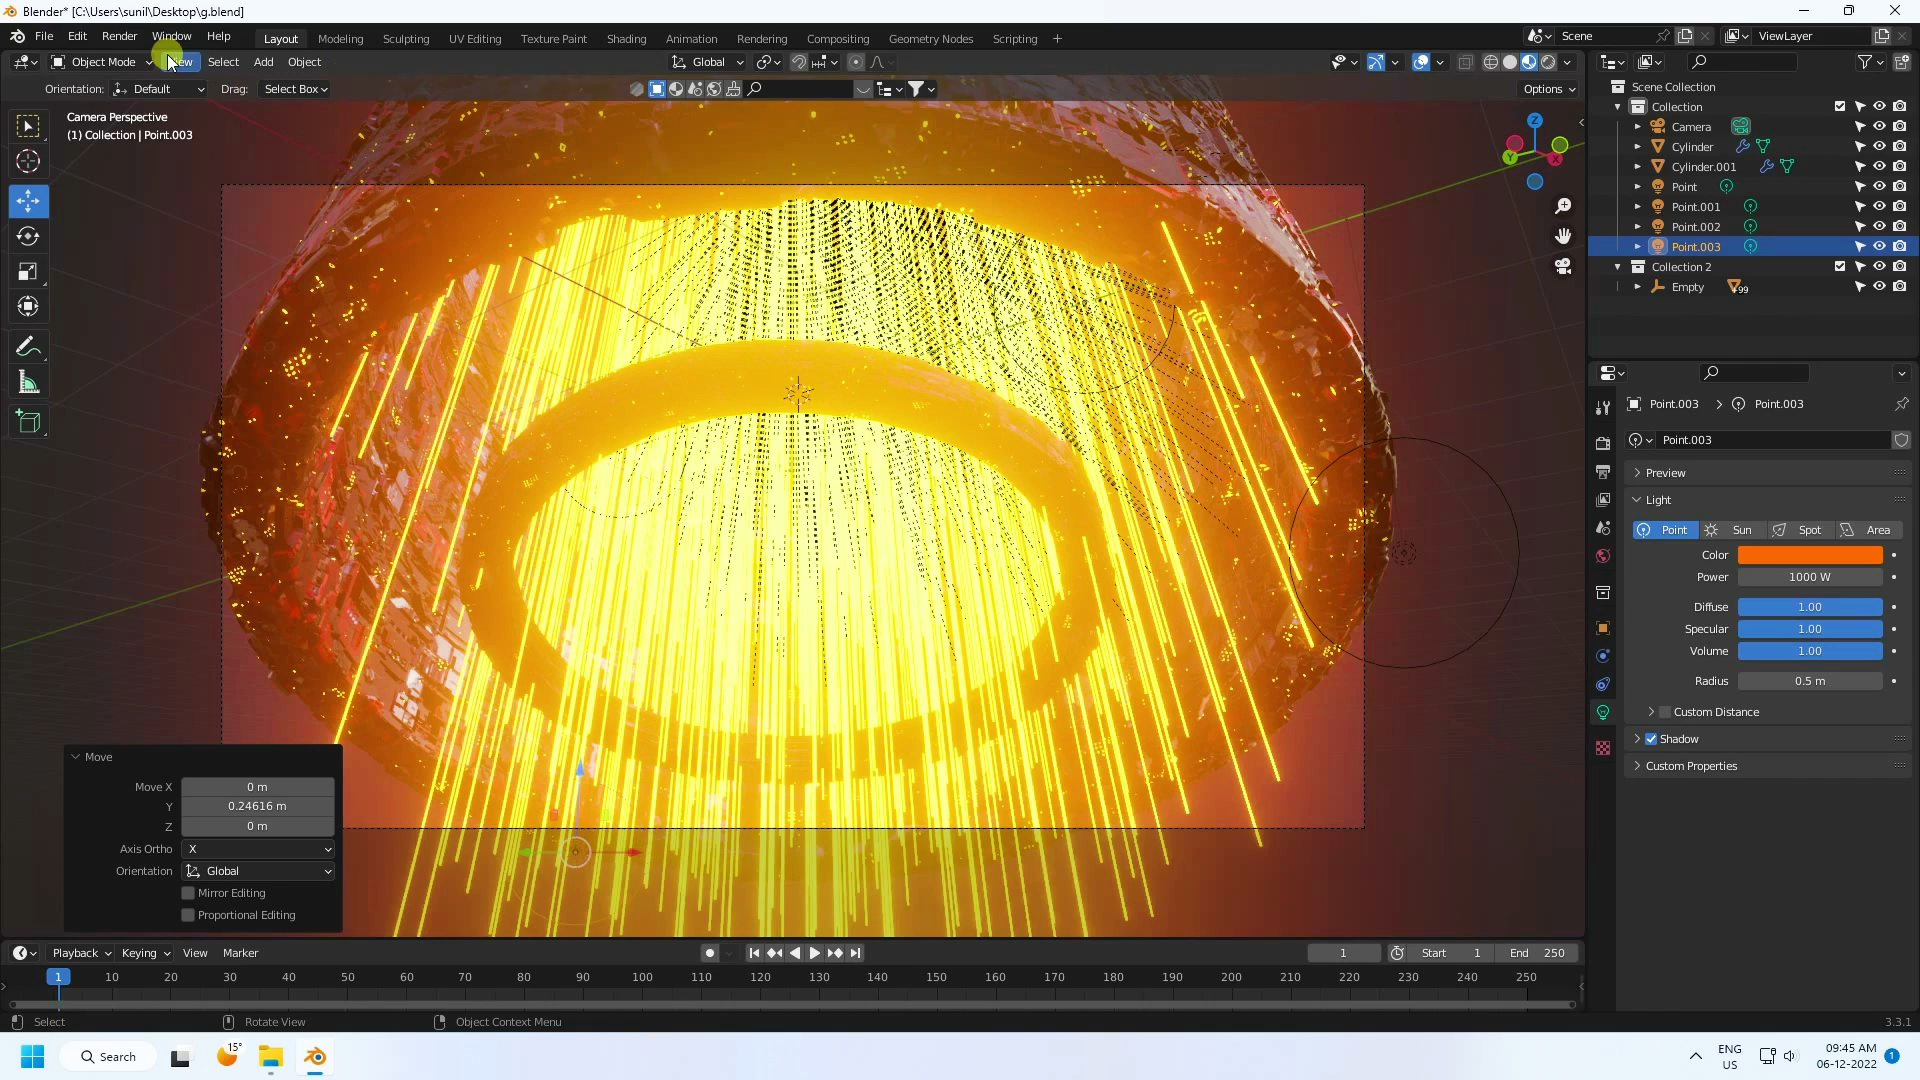 Blender* [C:\Users\sunil\Desktop\g.blend]
File Edit Render Window Help
Layout Modeling Sculpting UV Editing Texture Paint Shading Animation Rendering Compositing Geometry Nodes Scripting +
Scene
ViewLayer
Object Mode
Select Add Object
Global
Orientation: Default Drag: Select Box
Options
Camera Perspective
(1) Collection | Point.003
Z
Y
X
Scene Collection
Collection
Camera
Cylinder
Cylinder.001
Point
Point.001
Point.002
Point.003
Collection 2
Empty
99
Point.003 > Point.003
Point.003
Preview
Light
Point Sun Spot Area
Color
Power 1000 W
Diffuse 1.00
Specular 1.00
Volume 1.00
Radius 0.5 m
Custom Distance
Shadow
Custom Properties
Move
Move X 0 m
Y 0.24616 m
Z 0 m
Axis Ortho X
Orientation Global
Mirror Editing
Proportional Editing
Playback Keying View Marker
1 Start 1 End 250
1 10 20 30 40 50 60 70 80 90 100 110 120 130 140 150 160 170 180 190 200 210 220 230 240 250
Select Rotate View Object Context Menu
3.3.1
Search
15°
ENG
US
09:45 AM
06-12-2022
1